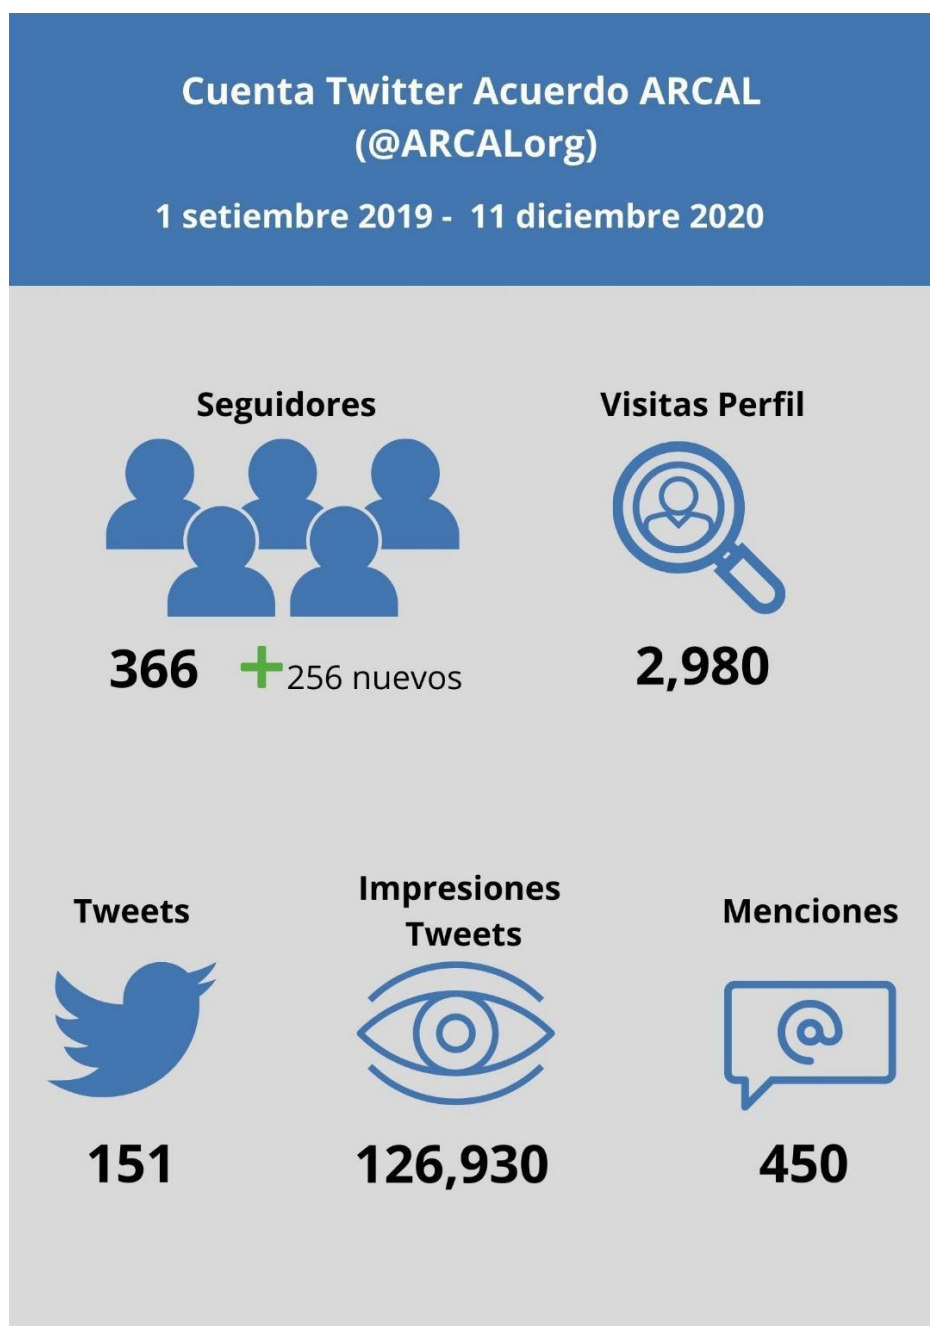 Cuenta Twitter Acuerdo ARCAL
(@ARCALorg)
1 setiembre 2019 - 11 diciembre 2020
Seguidores
366 +256 nuevos
Visitas Perfil
2,980
Tweets
151
Impresiones
Tweets
126,930
Menciones
@
450